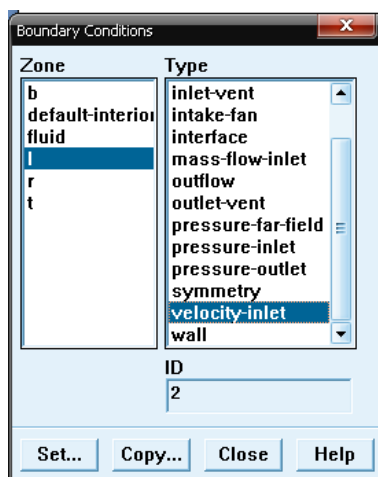 Boundary Conditions
Zone
Type
b
default-interior
fluid
l
r
t
inlet-vent
intake-fan
interface
mass-flow-inlet
outflow
outlet-vent
pressure-far-field
pressure-inlet
pressure-outlet
symmetry
velocity-inlet
wall
ID
2
Set... Copy... Close Help